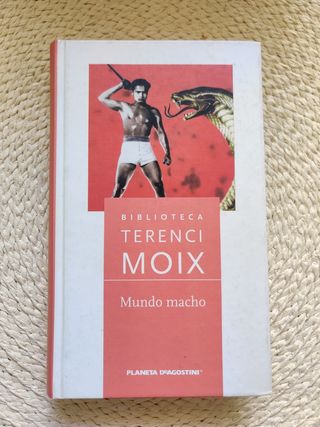 BIBLIOTECA
TERENCI
MOIX
Mundo macho
PLANETA DEAGOSTINI